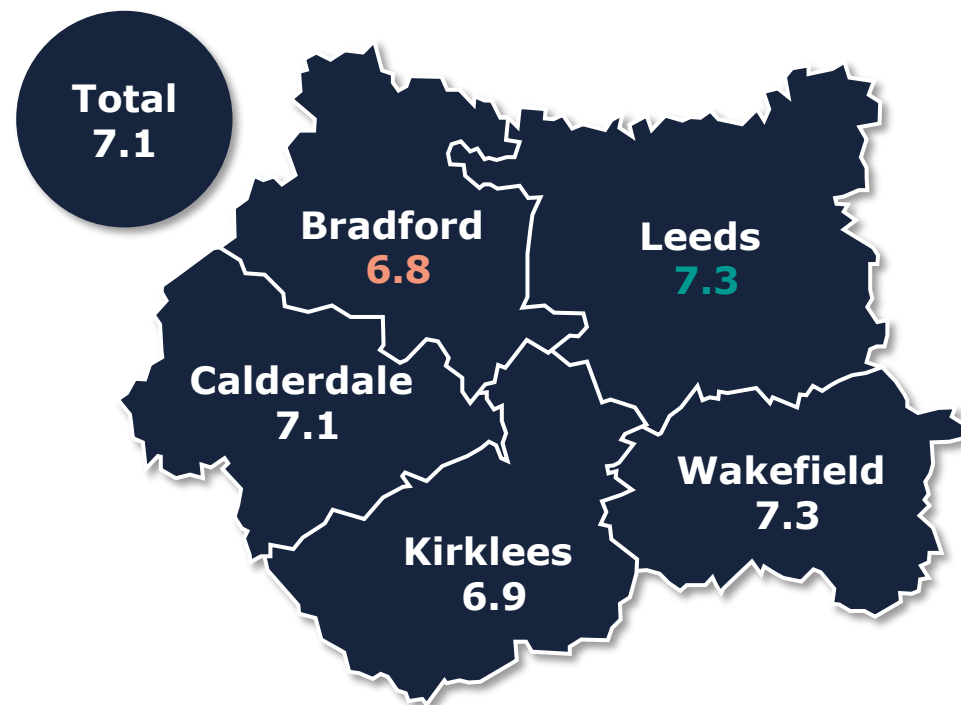 Total
7.1
Bradford
6.8
Leeds
7.3
Calderdale
7.1
Wakefield
7.3
Kirklees
6.9